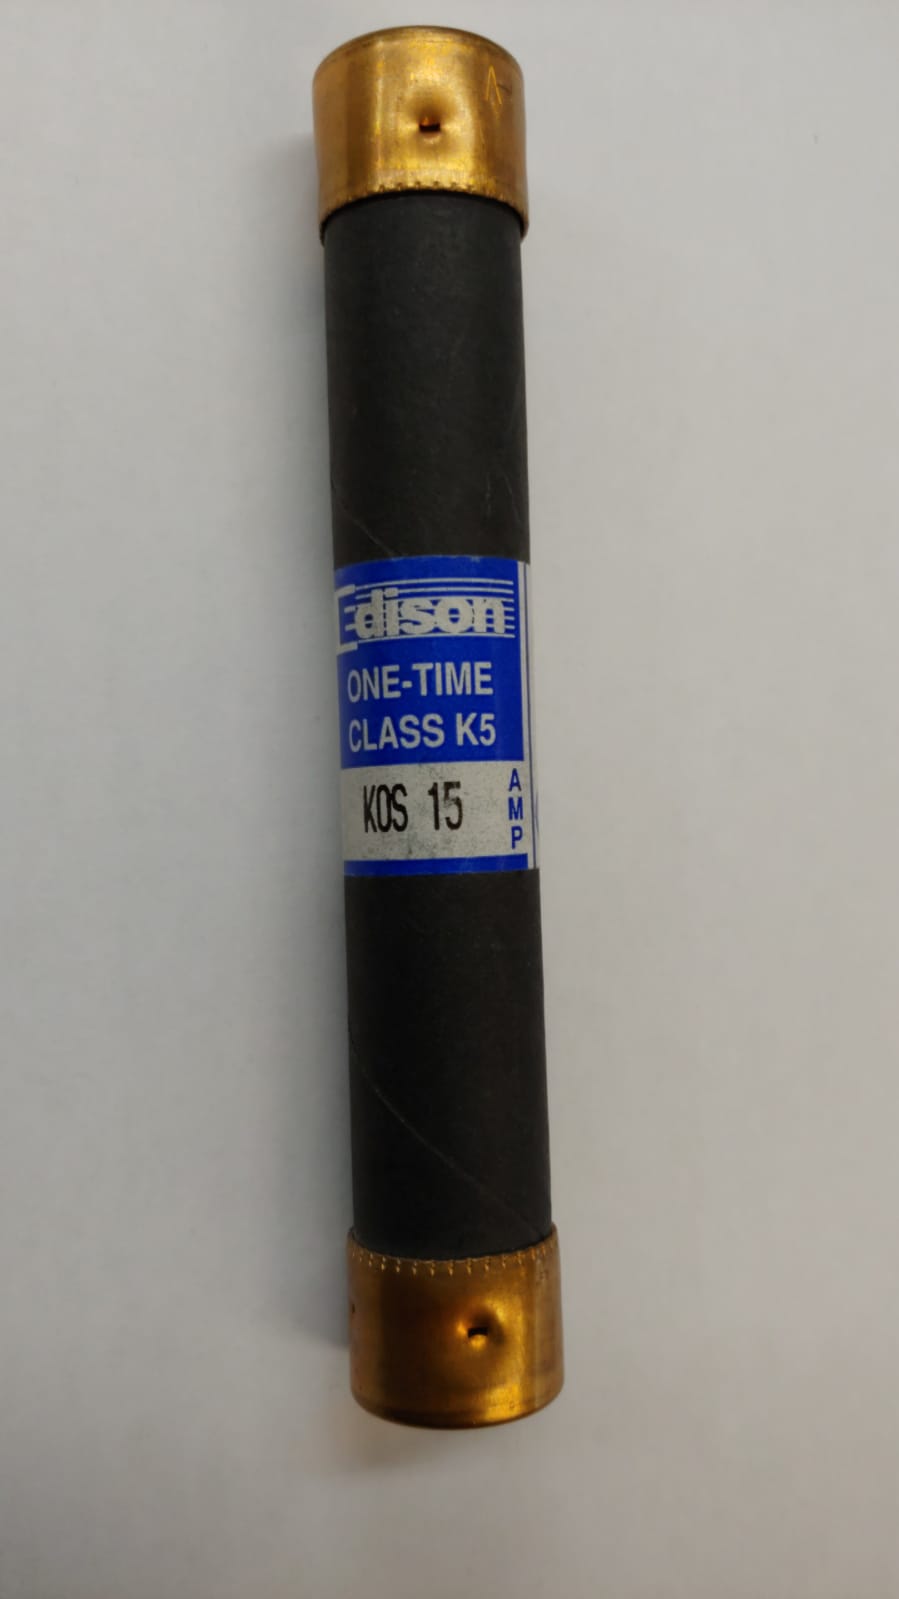 Edison
ONE-TIME
CLASS K5
KOS 15
AMP